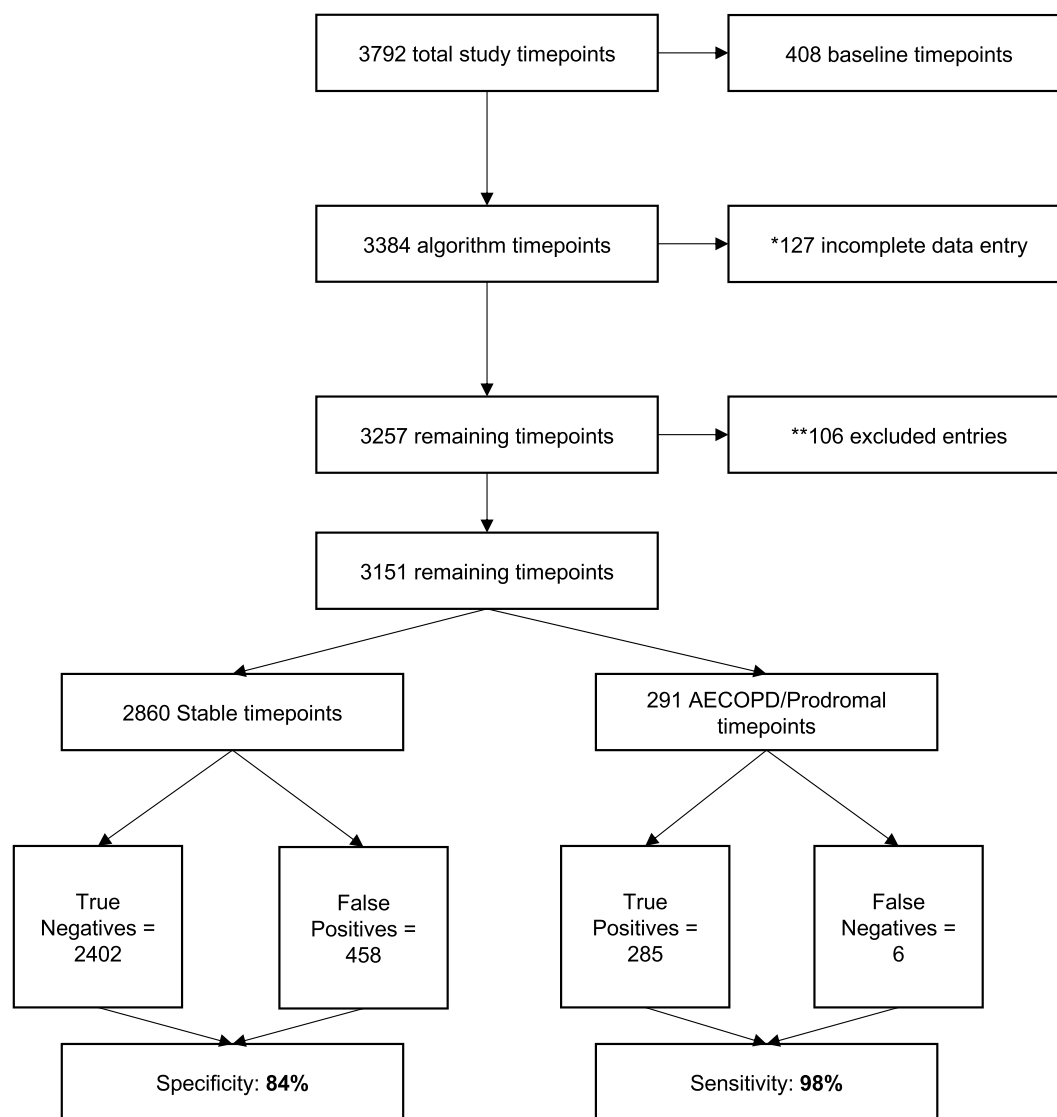 3792 total study timepoints
408 baseline timepoints
3384 algorithm timepoints
*127 incomplete data entry
3257 remaining timepoints
**106 excluded entries
3151 remaining timepoints
2860 Stable timepoints
291 AECOPD/Prodromal
timepoints
True
Negatives =
2402
False
Positives =
458
True
Positives =
285
False
Negatives =
6
Specificity: 84%
Sensitivity: 98%